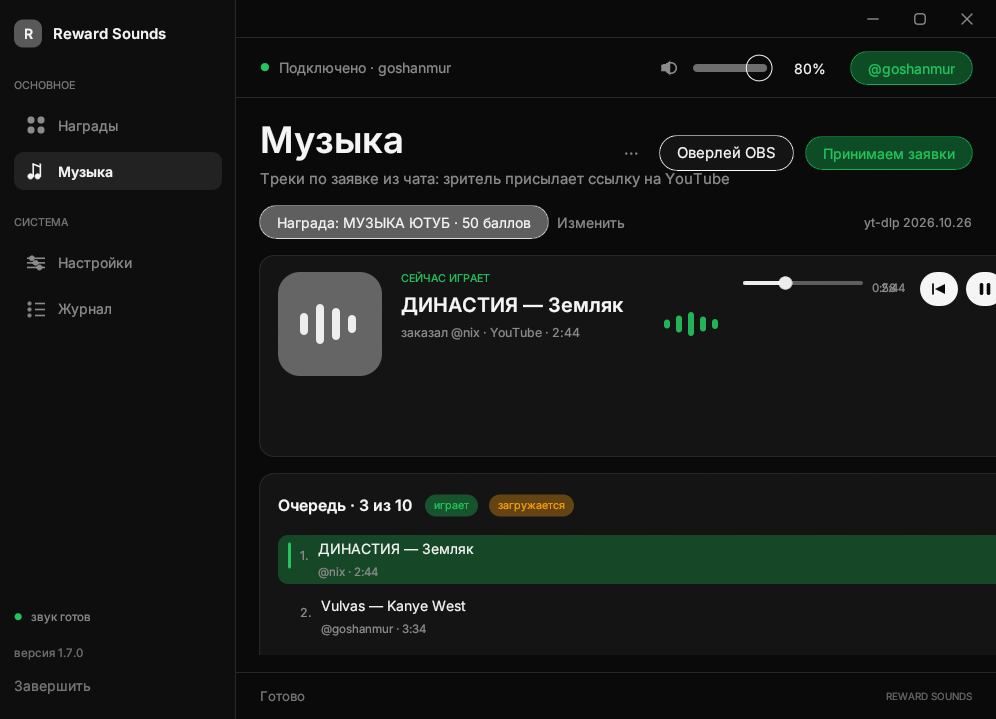 R Reward Sounds
ОСНОВНОЕ
Награды
Музыка
СИСТЕМА
Настройки
Журнал
звук готов
версия 1.7.0
Завершить
Подключено · goshanmur
80%
@goshanmur
Музыка
...
Оверлей OBS
Принимаем заявки
Треки по заявке из чата: зритель присылает ссылку на YouTube
Награда: МУЗЫКА ЮТУБ · 50 баллов
Изменить
yt-dlp 2026.10.26
СЕЙЧАС ИГРАЕТ
ДИНАСТИЯ — Земляк
заказал @nix · YouTube · 2:44
Очередь · 3 из 10
играет
загружается
1. ДИНАСТИЯ — Земляк
@nix · 2:44
2. Vulvas — Kanye West
@goshanmur · 3:34
Готово
REWARD SOUNDS